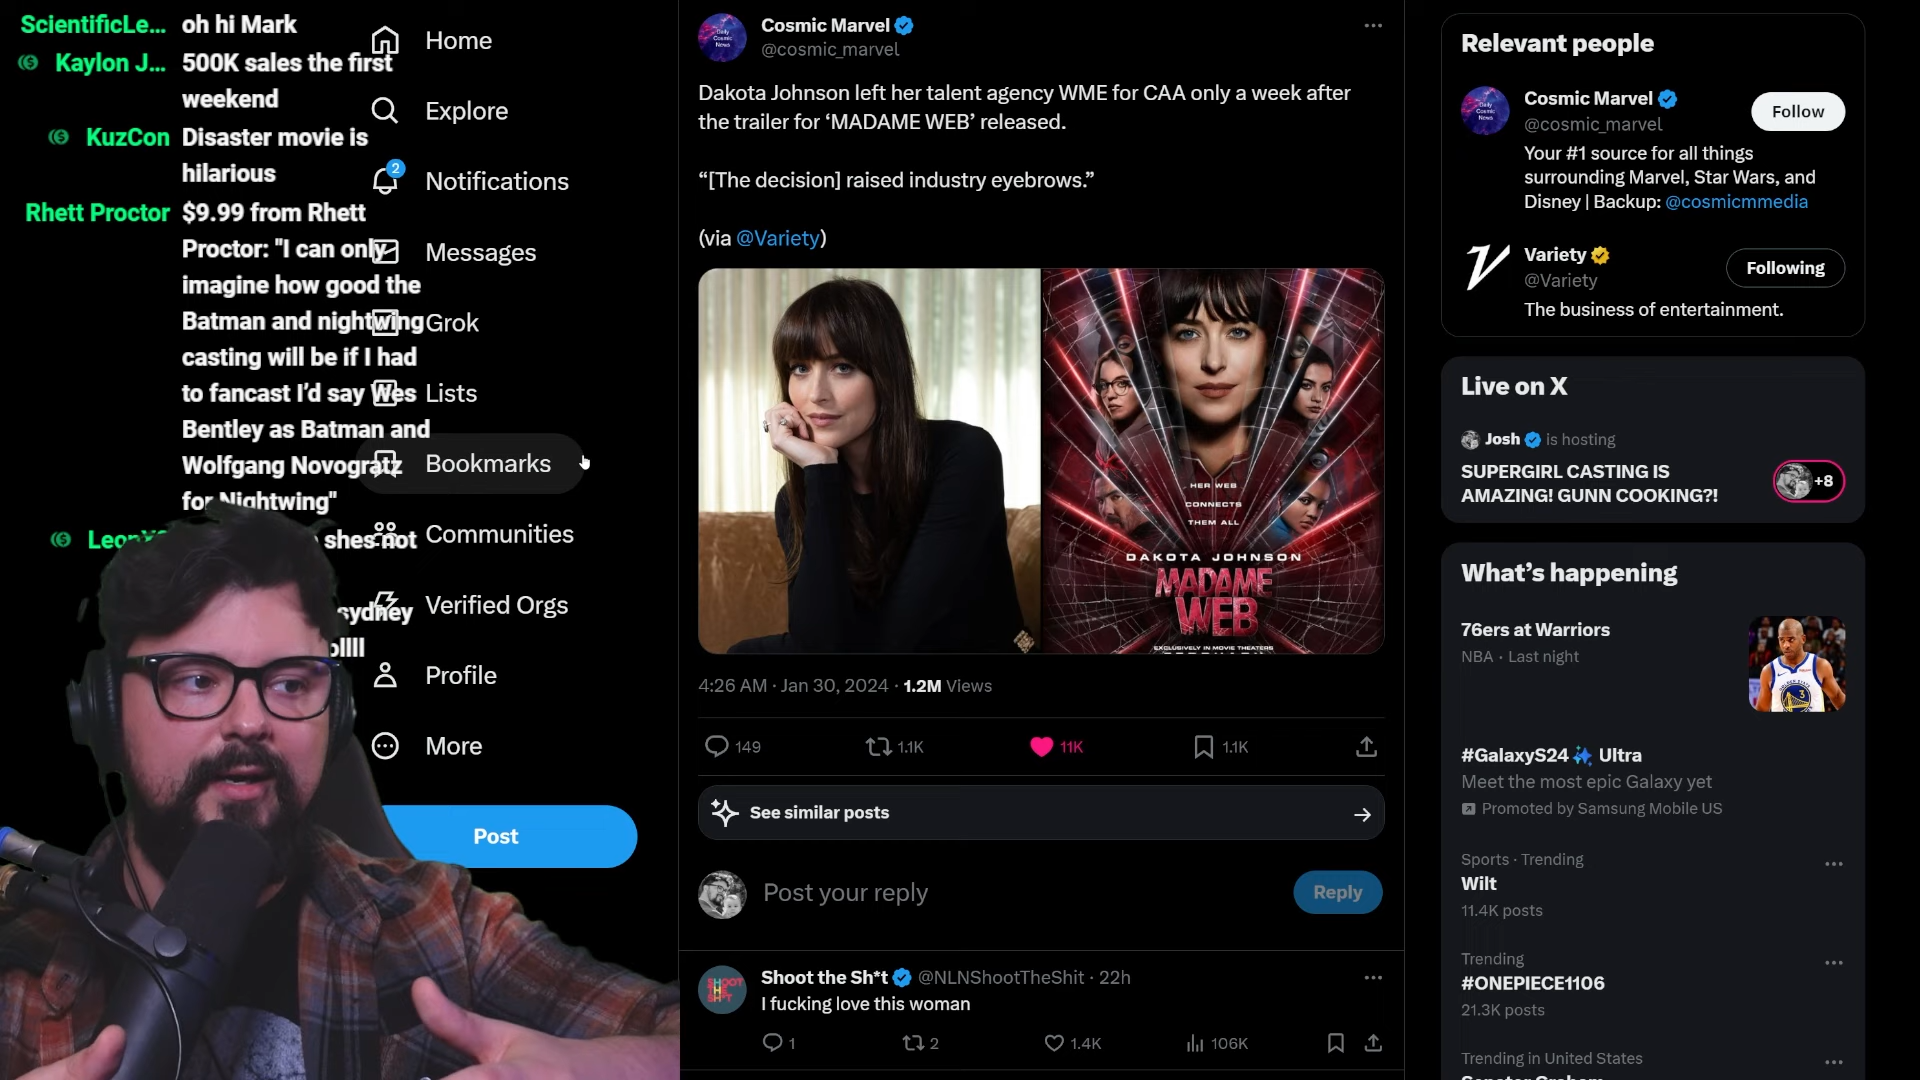 ScientificLe... oh hi Mark
Kaylon J... 500K sales the first
weekend
KuzCon Disaster movie is
hilarious
Rhett Proctor $9.99 from Rhett
Proctor: "I can only
imagine how good the
Batman and nightwing
casting will be if I had
to fancast I'd say Wes
Bentley as Batman and
Wolfgang Novogratz
for Nightwing"
shes not
sydney
Home
Explore
2
Notifications
Messages
Grok
Lists
Bookmarks
Communities
Verified Orgs
Profile
More
Post
Cosmic Marvel
@cosmic_marvel
Dakota Johnson left her talent agency WME for CAA only a week after
the trailer for ‘MADAME WEB’ released.
“[The decision] raised industry eyebrows.”
(via @Variety)
HER WEB
CONNECTS
THEM ALL
DAKOTA JOHNSON
MADAME
WEB
EXCLUSIVELY IN MOVIE THEATERS
4:26 AM · Jan 30, 2024 · 1.2M Views
149 1.1K 11K 1.1K
See similar posts
Post your reply
Reply
Shoot the Sh*t @NLNShootTheShit · 22h
I fucking love this woman
1 2 1.4K 106K
Relevant people
Cosmic Marvel
@cosmic_marvel
Follow
Your #1 source for all things
surrounding Marvel, Star Wars, and
Disney | Backup: @cosmicmmedia
Variety
@Variety
Following
The business of entertainment.
Live on X
Josh is hosting
SUPERGIRL CASTING IS
AMAZING! GUNN COOKING?!
+8
What’s happening
76ers at Warriors
NBA · Last night
#GalaxyS24 Ultra
Meet the most epic Galaxy yet
Promoted by Samsung Mobile US
Sports · Trending
Wilt
11.4K posts
Trending
#ONEPIECE1106
21.3K posts
Trending in United States